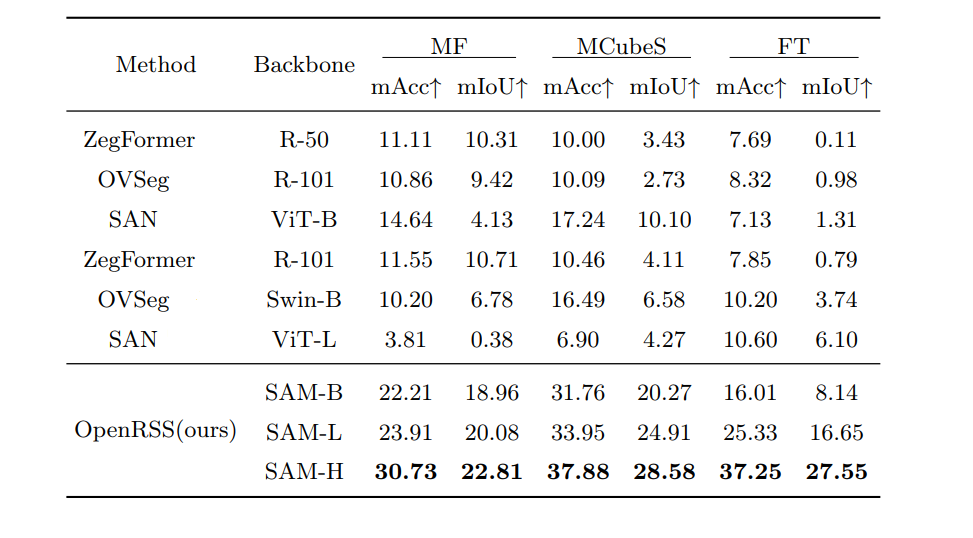 Method Backbone MF MCubeS FT
mAcc↑ mIoU↑ mAcc↑ mIoU↑ mAcc↑ mIoU↑
ZegFormer R-50 11.11 10.31 10.00 3.43 7.69 0.11
OVSeg R-101 10.86 9.42 10.09 2.73 8.32 0.98
SAN ViT-B 14.64 4.13 17.24 10.10 7.13 1.31
ZegFormer R-101 11.55 10.71 10.46 4.11 7.85 0.79
OVSeg Swin-B 10.20 6.78 16.49 6.58 10.20 3.74
SAN ViT-L 3.81 0.38 6.90 4.27 10.60 6.10
OpenRSS(ours) SAM-B 22.21 18.96 31.76 20.27 16.01 8.14
SAM-L 23.91 20.08 33.95 24.91 25.33 16.65
SAM-H 30.73 22.81 37.88 28.58 37.25 27.55